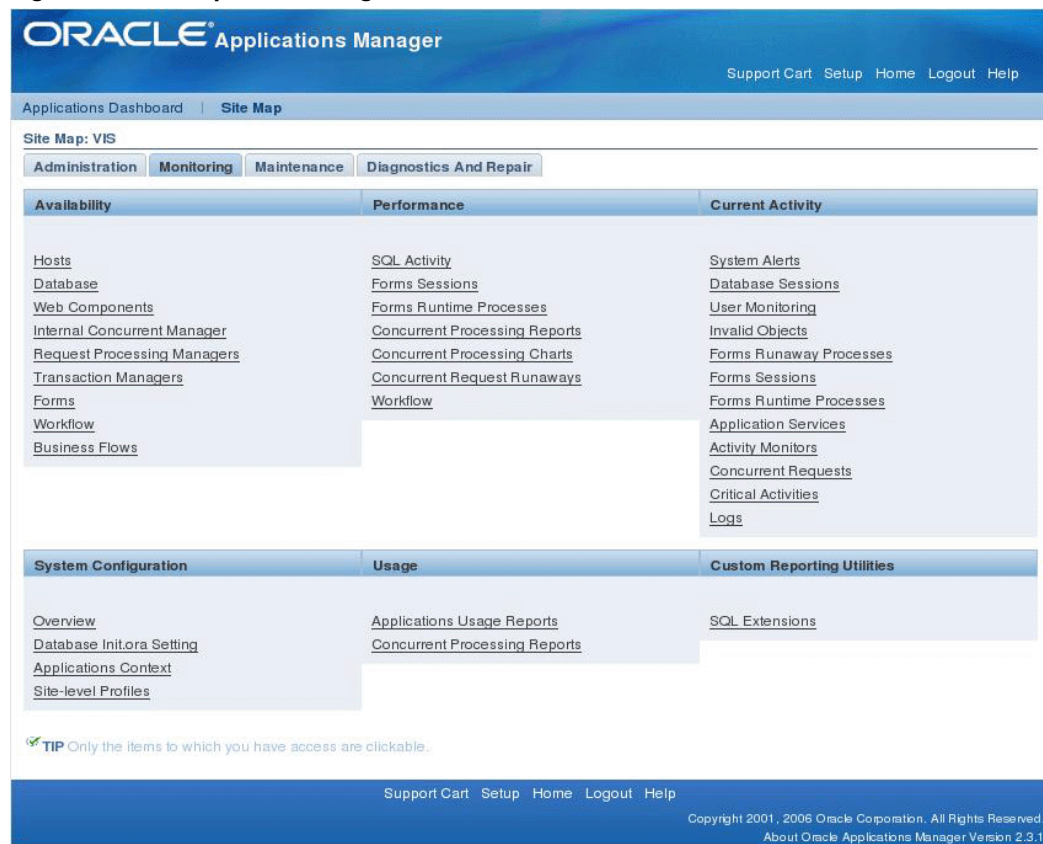 ORACLE® Applications Manager
Support Cart Setup Home Logout Help
Applications Dashboard | Site Map
Site Map: VIS
Administration Monitoring Maintenance Diagnostics And Repair
Availability
Hosts
Database
Web Components
Internal Concurrent Manager
Request Processing Managers
Transaction Managers
Forms
Workflow
Business Flows
Performance
SQL Activity
Forms Sessions
Forms Runtime Processes
Concurrent Processing Reports
Concurrent Processing Charts
Concurrent Request Runaways
Workflow
Current Activity
System Alerts
Database Sessions
User Monitoring
Invalid Objects
Forms Runaway Processes
Forms Sessions
Forms Runtime Processes
Application Services
Activity Monitors
Concurrent Requests
Critical Activities
Logs
System Configuration
Overview
Database Init.ora Setting
Applications Context
Site-level Profiles
Usage
Applications Usage Reports
Concurrent Processing Reports
Custom Reporting Utilities
SQL Extensions
TIP Only the items to which you have access are clickable.
Support Cart Setup Home Logout Help
Copyright 2001, 2006 Oracle Corporation. All Rights Reserved.
About Oracle Applications Manager Version 2.3.1